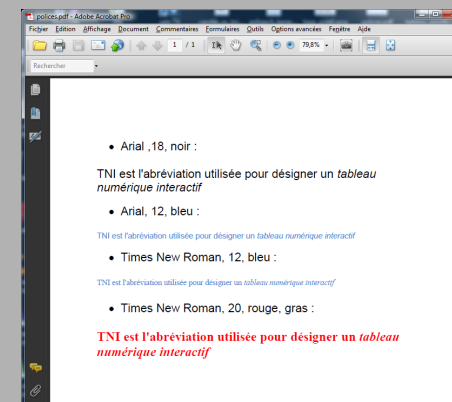 polices.pdf - Adobe Acrobat Pro
Fichier Edition Affichage Document Commentaires Formulaires Outils Options avancées Fenêtre Aide
1 / 1 79,8%
Rechercher
• Arial ,18, noir :
TNI est l'abréviation utilisée pour désigner un tableau
numérique interactif
• Arial, 12, bleu :
TNI est l'abréviation utilisée pour désigner un tableau numérique interactif
• Times New Roman, 12, bleu :
TNI est l'abréviation utilisée pour désigner un tableau numérique interactif
• Times New Roman, 20, rouge, gras :
TNI est l'abréviation utilisée pour désigner un tableau
numérique interactif